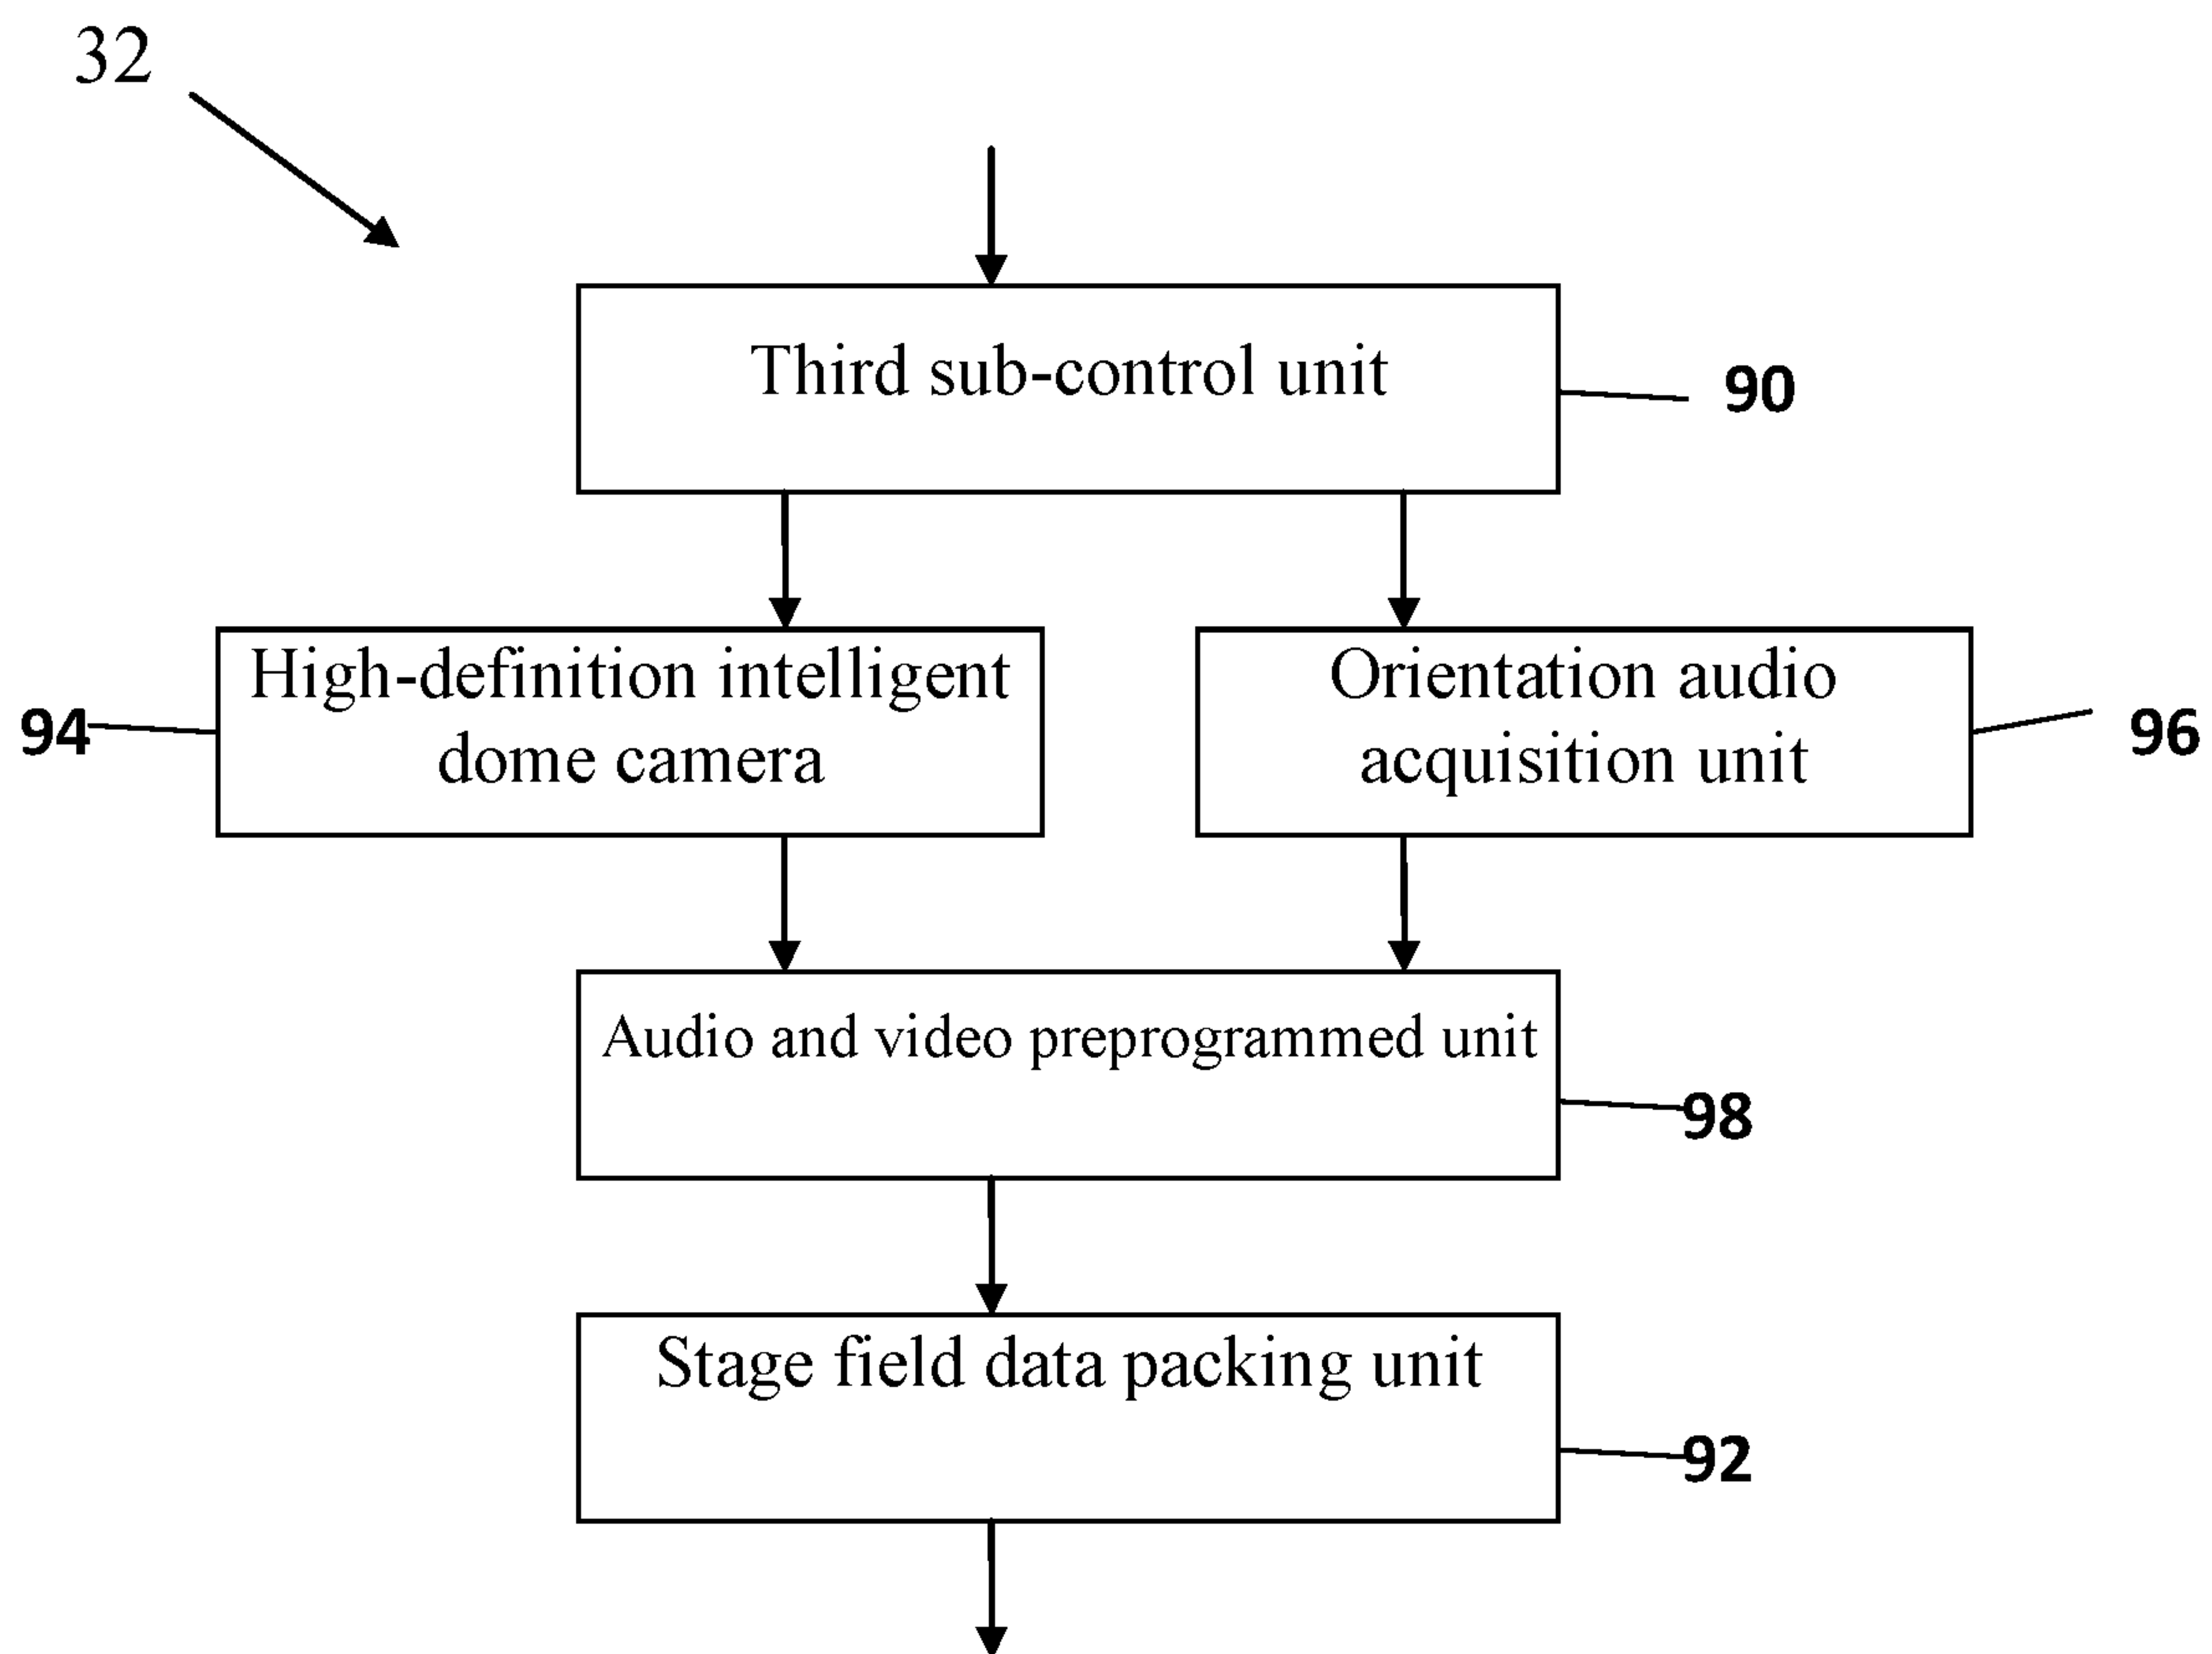 32
Third sub-control unit
90
High-definition intelligent
dome camera
94
Orientation audio
acquisition unit
96
Audio and video preprogrammed unit
98
Stage field data packing unit
92